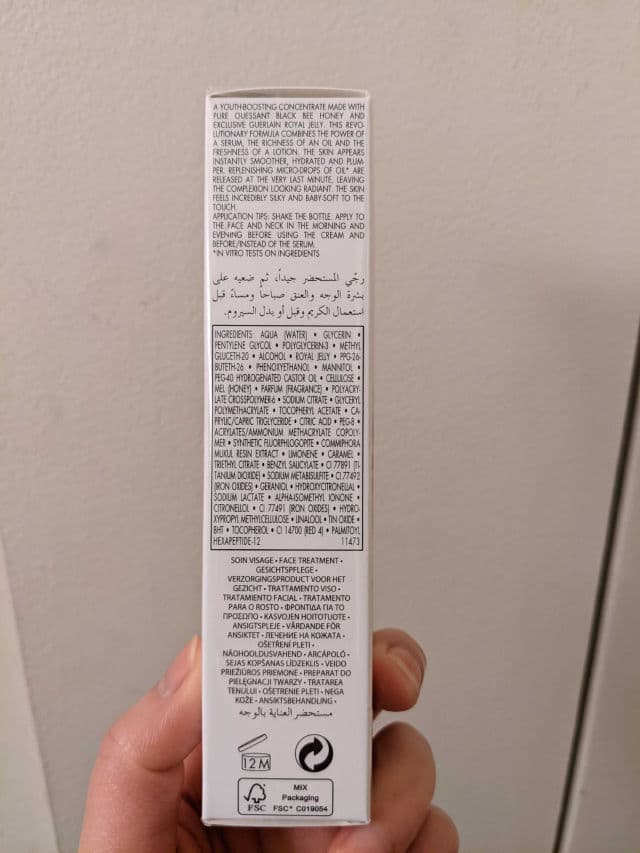 A YOUTH-BOOSTING CONCENTRATE MADE WITH
PURE OUESSANT BLACK BEE HONEY AND
EXCLUSIVE GUERLAIN ROYAL JELLY. THIS REVO-
LUTIONARY FORMULA COMBINES THE POWER OF
A SERUM, THE RICHNESS OF AN OIL AND THE
FRESHNESS OF A LOTION. THE SKIN APPEARS
INSTANTLY SMOOTHER, HYDRATED AND PLUM-
PER. REPLENISHING MICRO-DROPS OF OIL* ARE
RELEASED AT THE VERY LAST MINUTE, LEAVING
THE COMPLEXION LOOKING RADIANT. THE SKIN
FEELS INCREDIBLY SILKY AND BABY-SOFT TO THE
TOUCH.
APPLICATION TIPS: SHAKE THE BOTTLE. APPLY TO
THE FACE AND NECK IN THE MORNING AND
EVENING BEFORE USING THE CREAM AND
BEFORE/INSTEAD OF THE SERUM.
*IN VITRO TESTS ON INGREDIENTS
رجّي المستحضر جيداً، ثم ضعيه على
بشرة الوجه والعنق صباحاً ومساءً قبل
استعمال الكريم وقبل أو بدل السيروم.
INGREDIENTS: AQUA (WATER) • GLYCERIN •
PENTYLENE GLYCOL • POLYGLYCERIN-3 • METHYL
GLUCETH-20 • ALCOHOL • ROYAL JELLY • PPG-26-
BUTETH-26 • PHENOXYETHANOL • MANNITOL •
PEG-40 HYDROGENATED CASTOR OIL • CELLULOSE •
MEL (HONEY) • PARFUM (FRAGRANCE) • POLYACRY-
LATE CROSSPOLYMER-6 • SODIUM CITRATE • GLYCERYL
POLYMETHACRYLATE • TOCOPHERYL ACETATE • CA-
PRYLIC/CAPRIC TRIGLYCERIDE • CITRIC ACID • PEG-8 •
ACRYLATES/AMMONIUM METHACRYLATE COPOLY-
MER • SYNTHETIC FLUORPHLOGOPITE • COMMIPHORA
MUKUL RESIN EXTRACT • LIMONENE • CARAMEL •
TRIETHYL CITRATE • BENZYL SALICYLATE • CI 77891 (TI-
TANIUM DIOXIDE) • SODIUM METABISULFITE • CI 77492
(IRON OXIDES) • GERANIOL • HYDROXYCITRONELLAL •
SODIUM LACTATE • ALPHA-ISOMETHYL IONONE •
CITRONELLOL • CI 77491 (IRON OXIDES) • HYDRO-
XYPROPYL METHYLCELLULOSE • LINALOOL • TIN OXIDE •
BHT • TOCOPHEROL • CI 14700 (RED 4) • PALMITOYL
HEXAPEPTIDE-12 11473
SOIN VISAGE • FACE TREATMENT •
GESICHTSPFLEGE •
VERZORGINGSPRODUCT VOOR HET
GEZICHT • TRATTAMENTO VISO •
TRATAMIENTO FACIAL • TRATAMENTO
PARA O ROSTO • ΦΡΟΝΤΙΔΑ ΓΙΑ ΤΟ
ΠΡΟΣΩΠΟ • KASVOJEN HOITOTUOTE •
ANSIGTSPLEJE • VÅRDANDE FÖR
ANSIKTET • ЛЕЧЕНИЕ НА КОЖАТА •
OŠETŘENÍ PLETI •
NÄOHOOLDUSVAHEND • ARCÁPOLÓ •
SEJAS KOPŠANAS LĪDZEKLIS • VEIDO
PRIEŽIŪROS PRIEMONĖ • PREPARAT DO
PIELĘGNACJI TWARZY • TRATAREA
TENULUI • OŠETRENIE PLETI • NEGA
KOŽE • ANSIKTSBEHANDLING •
مستحضر العناية بالوجه
12 M
MIX
Packaging
FSC FSC® C019054